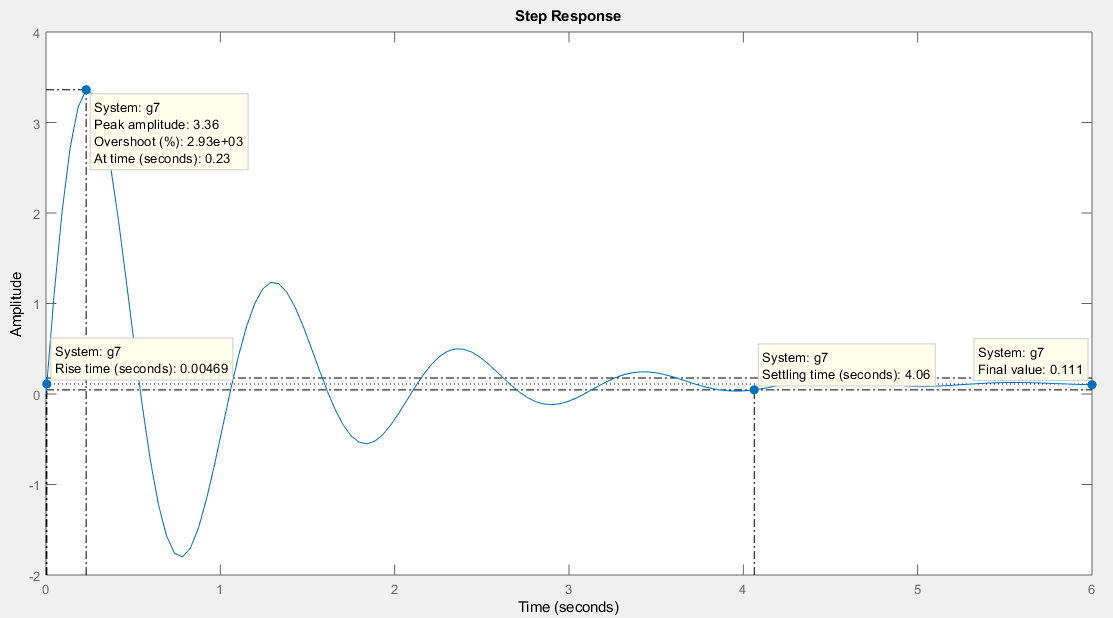 Step Response
4
3
2
1
0
-1
-2
Amplitude
System: g7
Peak amplitude: 3.36
Overshoot (%): 2.93e+03
At time (seconds): 0.23
System: g7
Rise time (seconds): 0.00469
System: g7
Settling time (seconds): 4.06
System: g7
Final value: 0.111
0
1
2
3
4
5
6
Time (seconds)